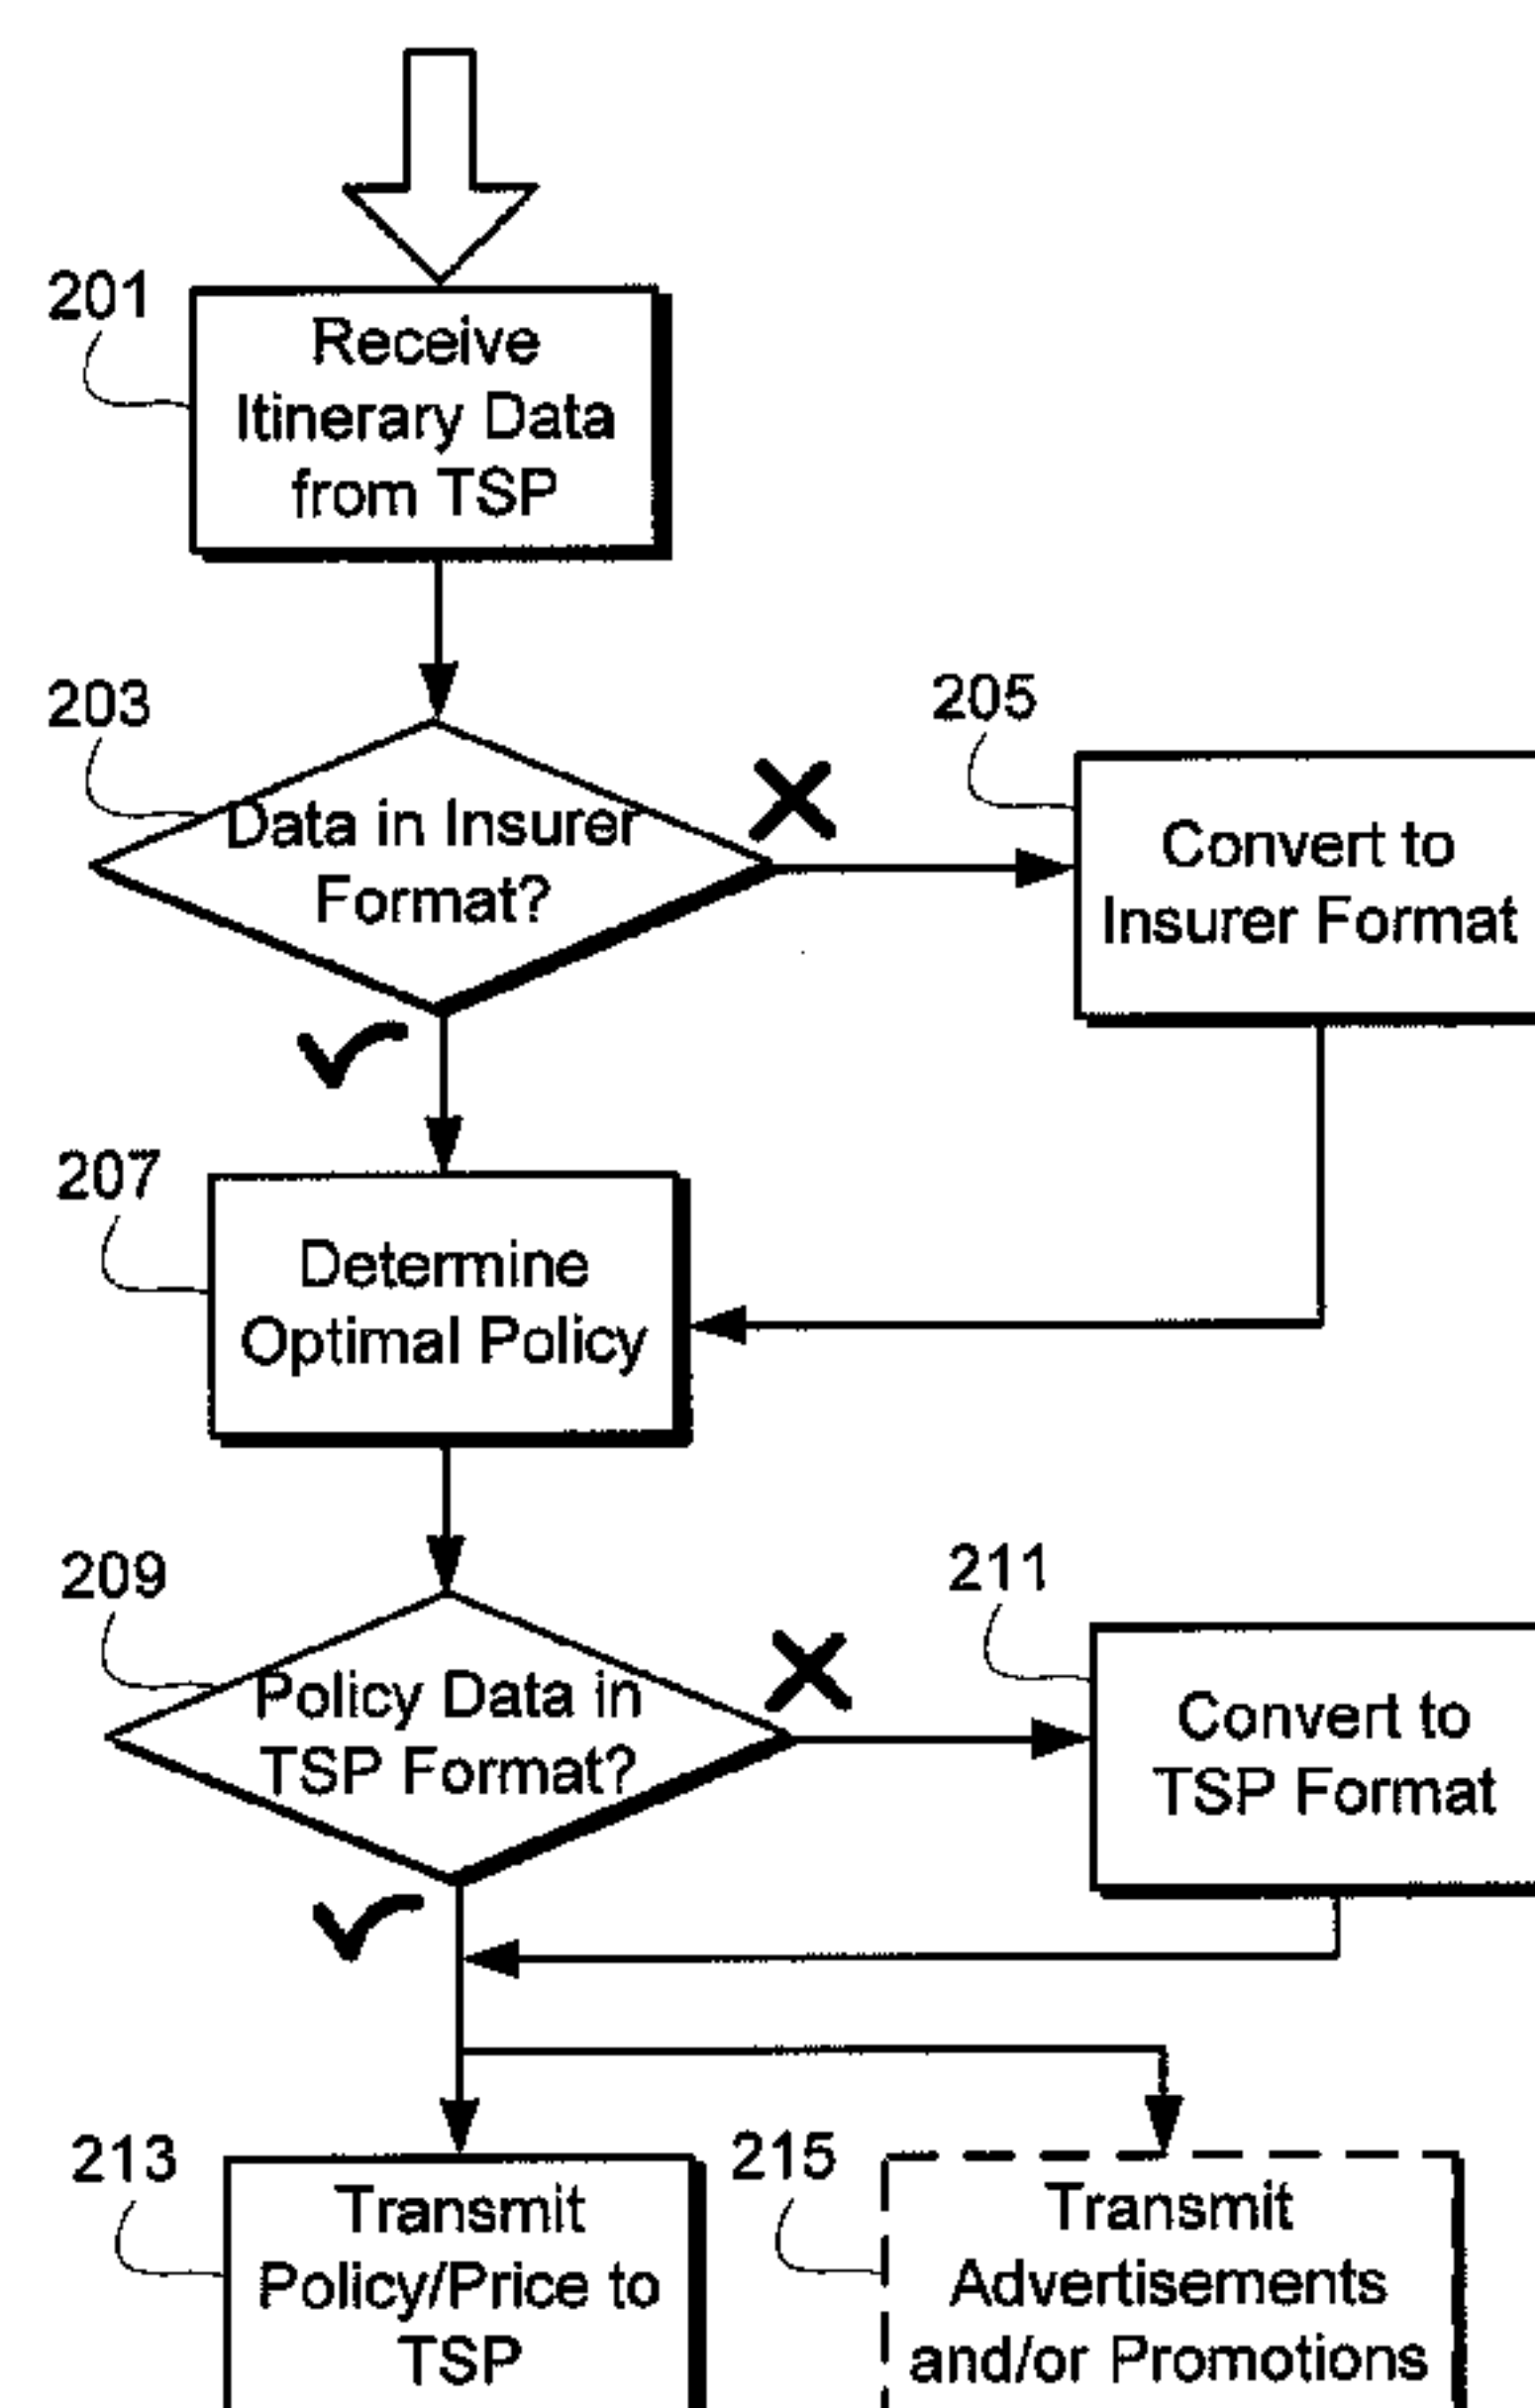 201
Receive
Itinerary Data
from TSP
203
Data in Insurer
Format?
205
Convert to
Insurer Format
207
Determine
Optimal Policy
209
Policy Data in
TSP Format?
211
Convert to
TSP Format
213
Transmit
Policy/Price to
TSP
215
Transmit
Advertisements
and/or Promotions